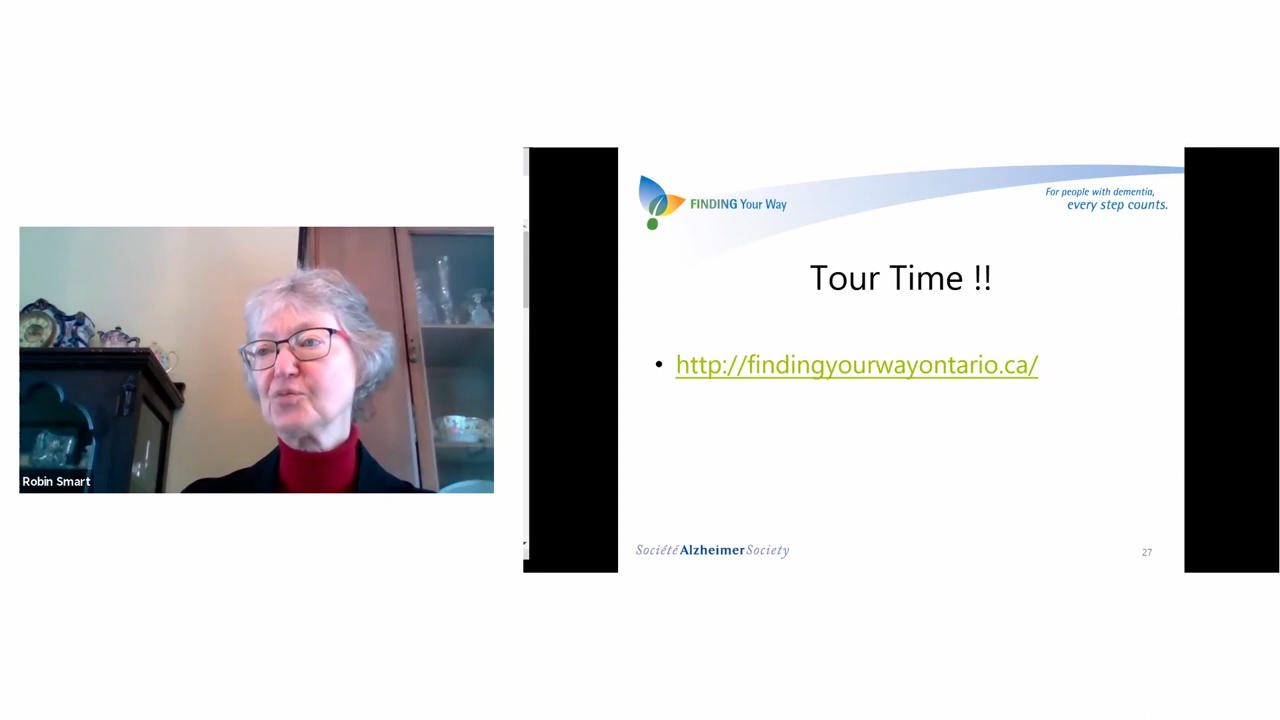 Robin Smart
FINDING Your Way
For people with dementia,
every step counts.
Tour Time !!
• http://findingyourwayontario.ca/
Société Alzheimer Society
27